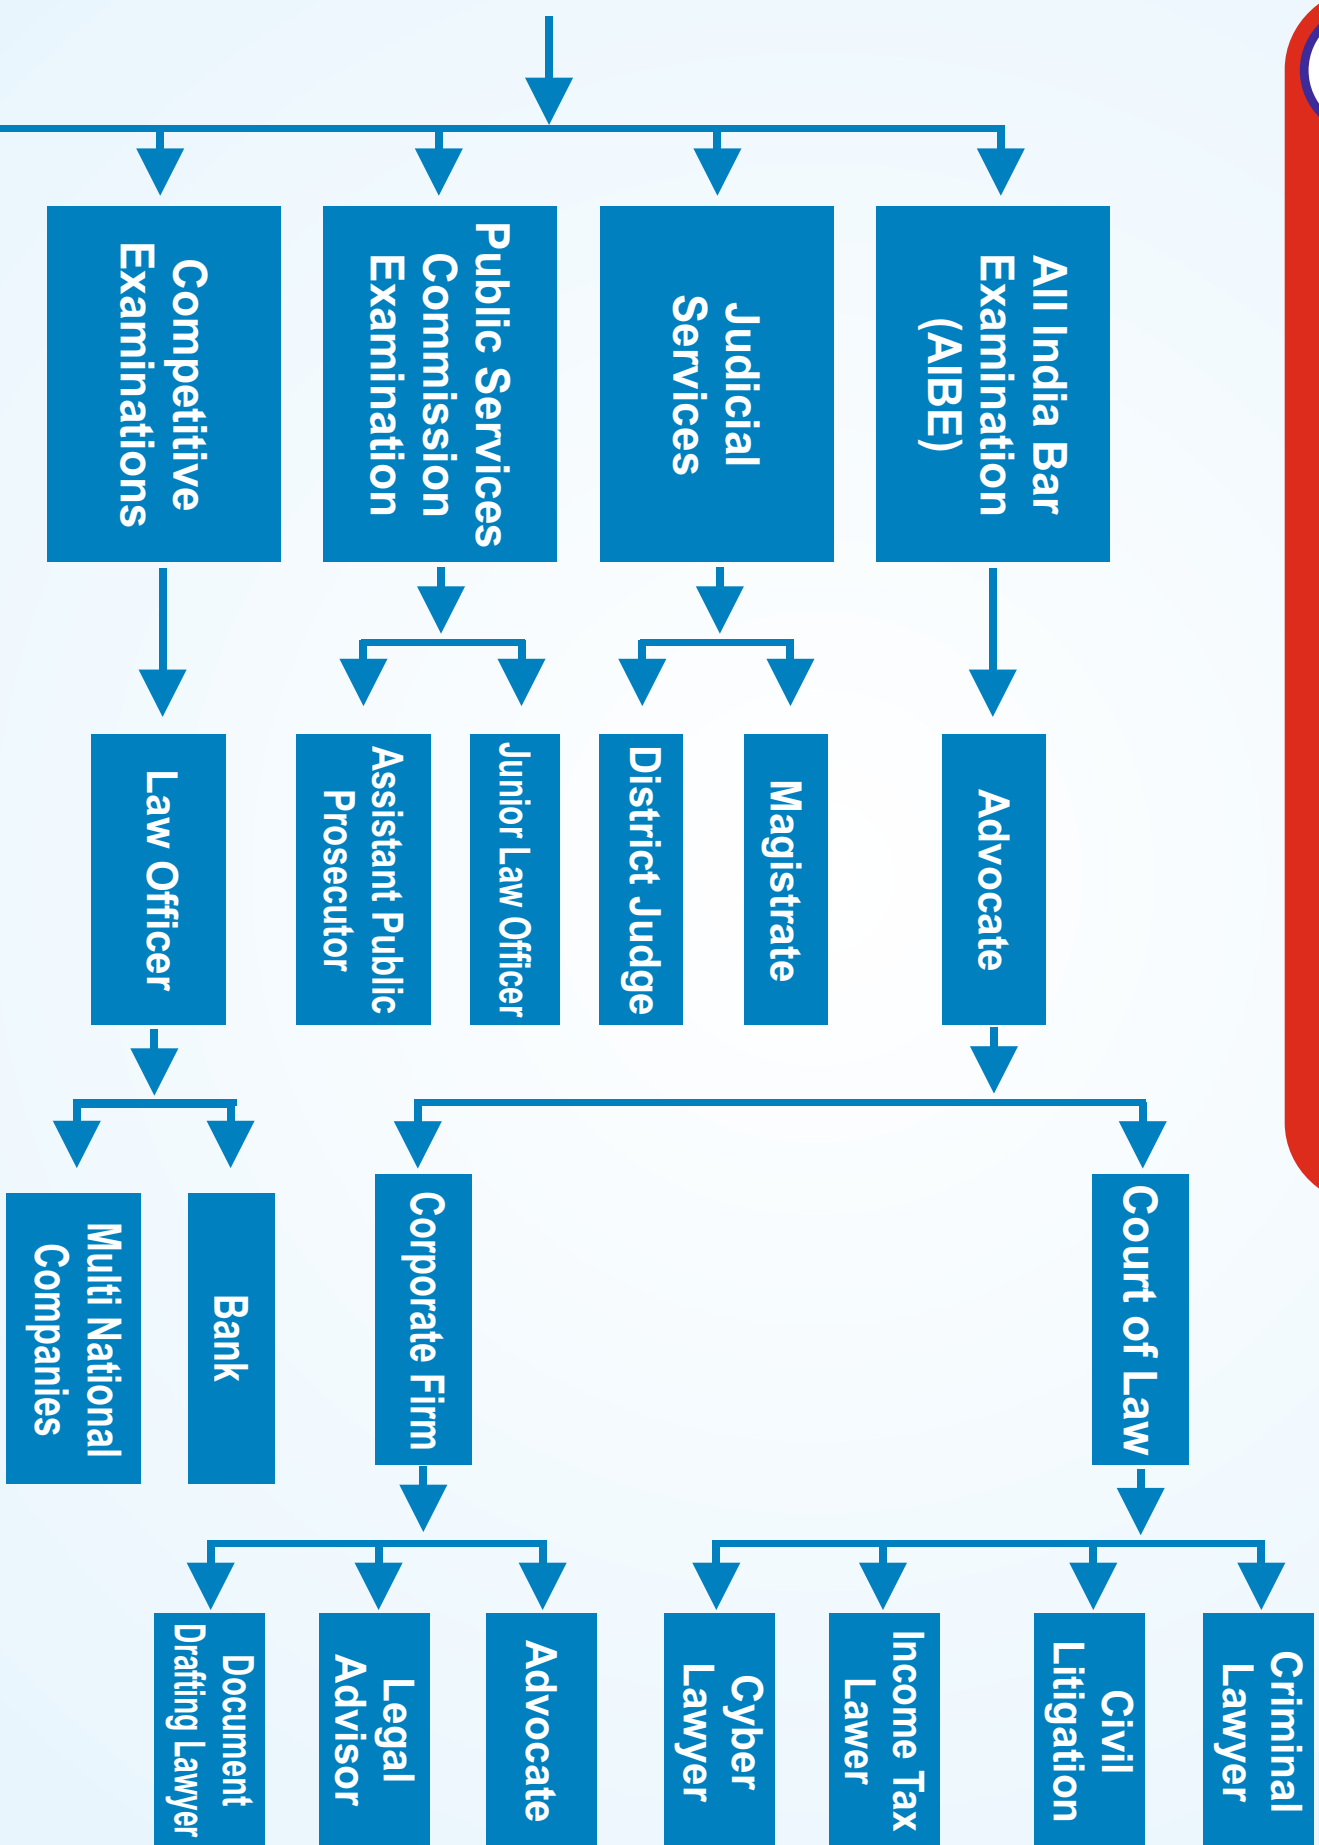 All India Bar
Examination
(AIBE)
Judicial
Services
Public Services
Commission
Examination
Competitive
Examinations
Advocate
Magistrate
District Judge
Junior Law Officer
Assistant Public
Prosecutor
Law Officer
Court of Law
Corporate Firm
Bank
Multi National
Companies
Criminal
Lawyer
Civil
Litigation
Income Tax
Lawer
Cyber
Lawyer
Advocate
Legal
Advisor
Document
Drafting Lawyer